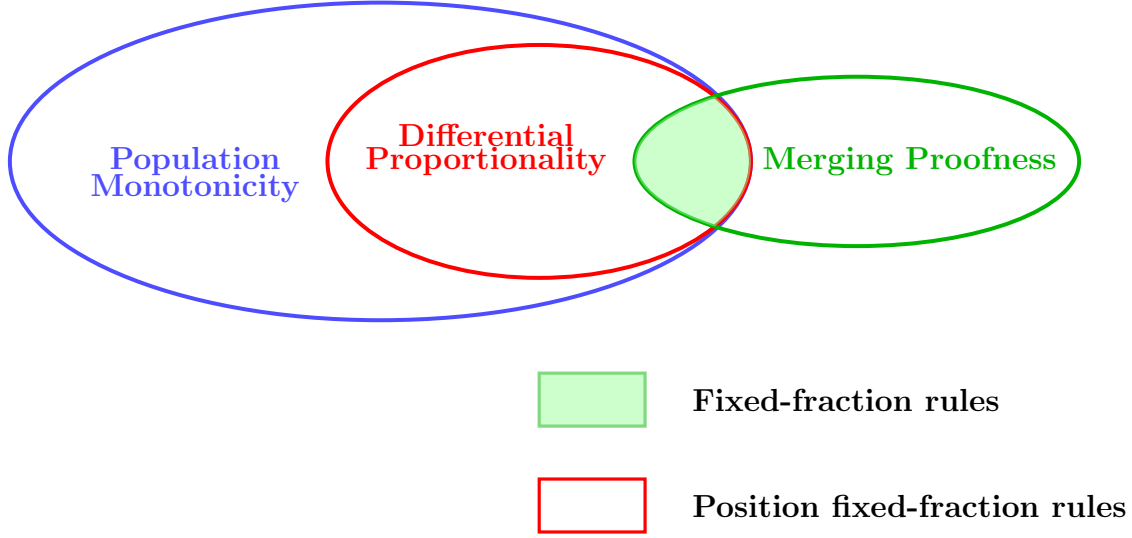 Population
Monotonicity
Differential
Proportionality
Merging Proofness
Fixed-fraction rules
Position fixed-fraction rules